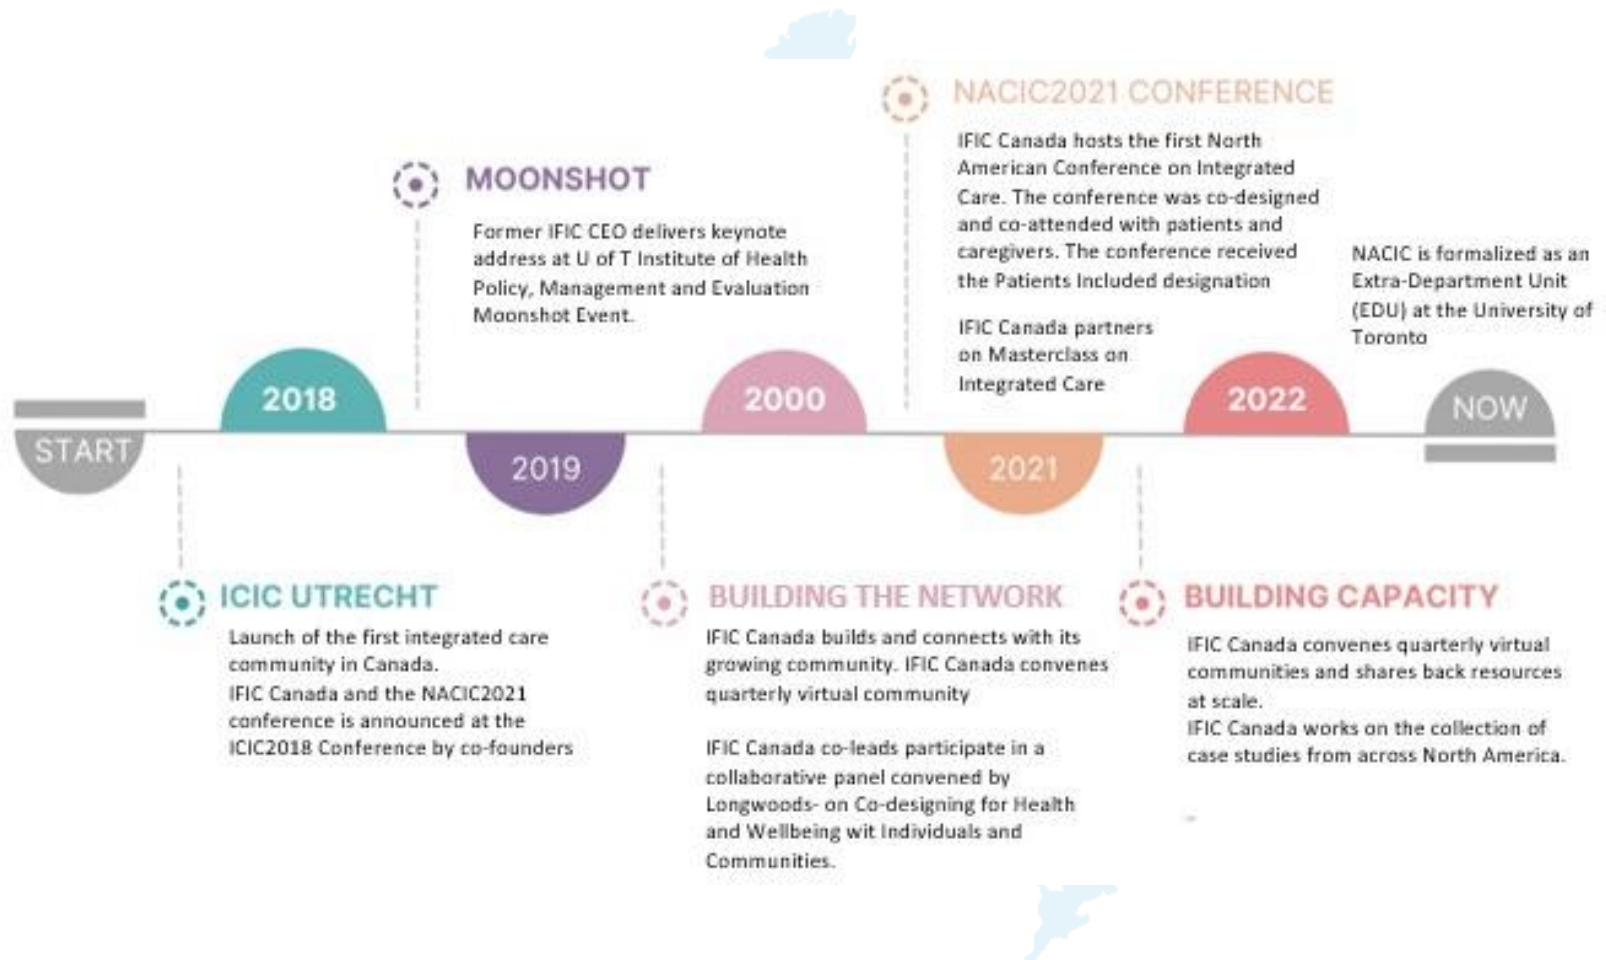 NACIC2021 CONFERENCE
IFIC Canada hosts the first North
American Conference on Integrated
Care. The conference was co-designed
and co-attended with patients and
caregivers. The conference received
the Patients Included designation
IFIC Canada partners
on Masterclass on
Integrated Care
MOONSHOT
Former IFIC CEO delivers keynote
address at U of T Institute of Health
Policy, Management and Evaluation
Moonshot Event.
NACIC is formalized as an
Extra-Department Unit
(EDU) at the University of
Toronto
START
2018
2019
2000
2021
2022
NOW
ICIC UTRECHT
Launch of the first integrated care
community in Canada.
IFIC Canada and the NACIC2021
conference is announced at the
ICIC2018 Conference by co-founders
BUILDING THE NETWORK
IFIC Canada builds and connects with its
growing community. IFIC Canada convenes
quarterly virtual community
IFIC Canada co-leads participate in a
collaborative panel convened by
Longwoods- on Co-designing for Health
and Wellbeing wit Individuals and
Communities.
BUILDING CAPACITY
IFIC Canada convenes quarterly virtual
communities and shares back resources
at scale.
IFIC Canada works on the collection of
case studies from across North America.